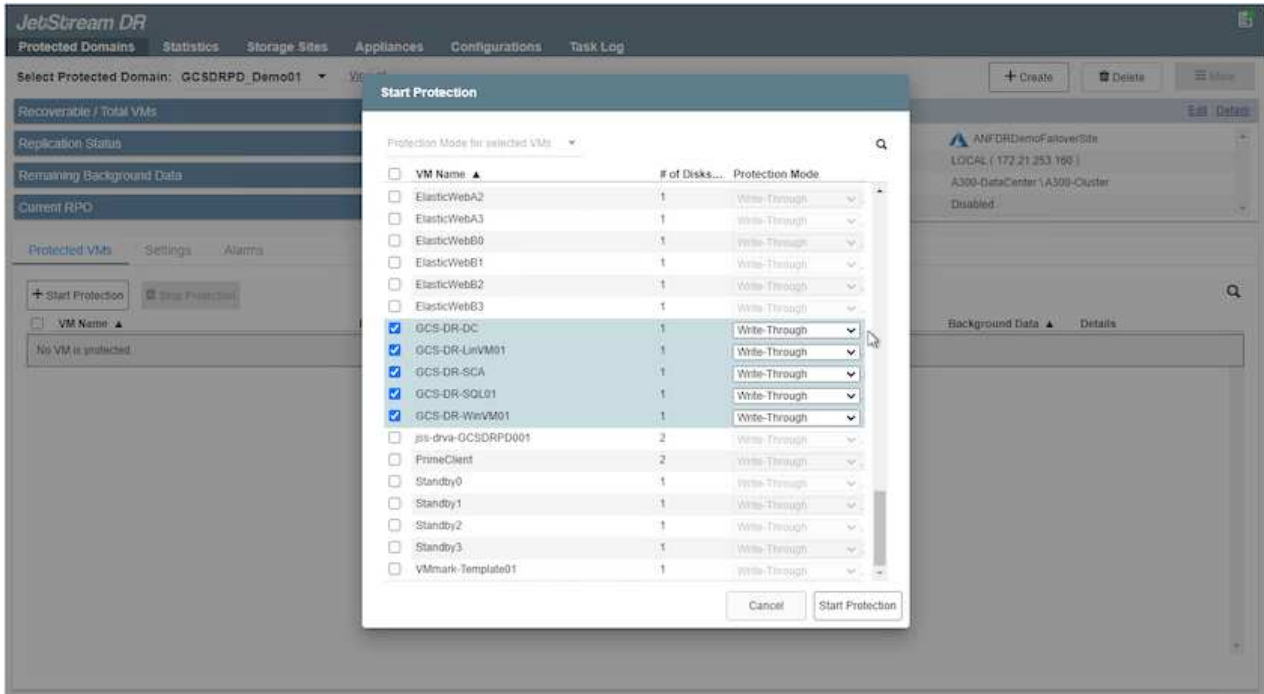 JetStream DR
Protected Domains Statistics Storage Sites Appliances Configurations Task Log
Select Protected Domain: GCSDRPD_Demo01
+ Create Delete
Recoverable / Total VMs
Edit Details
Replication Status
ANFDRDemoFailoverSite
LOCAL ( 172.21.253.160 )
Remaining Background Data
A300-DataCenter \ A300-Cluster
Current RPO
Disabled
Protected VMs Settings Alarms
+ Start Protection Stop Protection
VM Name ▲ Background Data ▲ Details
No VM is protected
Start Protection
Protection Mode for selected VMs
VM Name ▲ # of Disks... Protection Mode
ElasticWebA2 1 Write-Through
ElasticWebA3 1 Write-Through
ElasticWebB0 1 Write-Through
ElasticWebB1 1 Write-Through
ElasticWebB2 1 Write-Through
ElasticWebB3 1 Write-Through
GCS-DR-DC 1 Write-Through
GCS-DR-LinVM01 1 Write-Through
GCS-DR-SCA 1 Write-Through
GCS-DR-SQL01 1 Write-Through
GCS-DR-WinVM01 1 Write-Through
jss-drva-GCSDRPD001 2 Write-Through
PrimeClient 2 Write-Through
Standby0 1 Write-Through
Standby1 1 Write-Through
Standby2 1 Write-Through
Standby3 1 Write-Through
VMmark-Template01 1 Write-Through
Cancel Start Protection